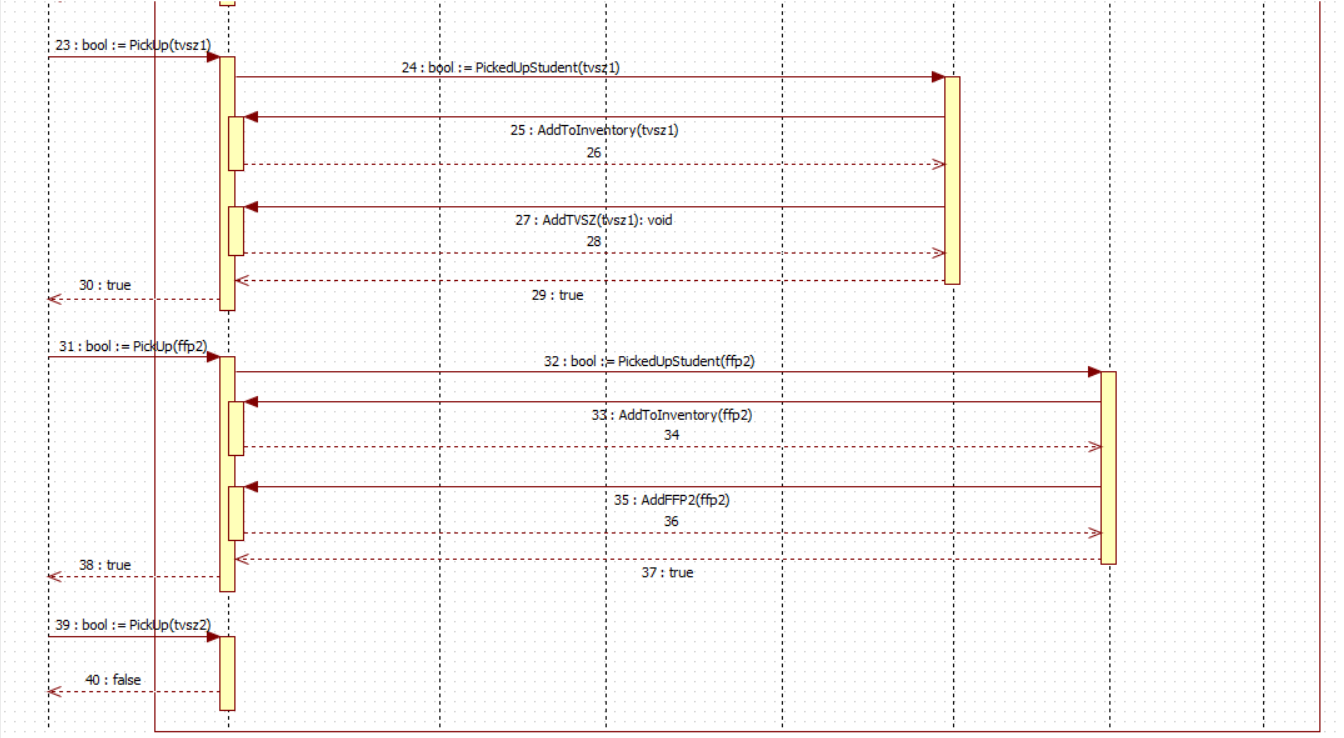 23 : bool := PickUp(tvsz1)
24 : bool := PickedUpStudent(tvsz1)
25 : AddToInventory(tvsz1)
26
27 : AddTVSZ(tvsz1): void
28
30 : true
29 : true
31 : bool := PickUp(ffp2)
32 : bool := PickedUpStudent(ffp2)
33 : AddToInventory(ffp2)
34
35 : AddFFP2(ffp2)
36
38 : true
37 : true
39 : bool := PickUp(tvsz2)
40 : false